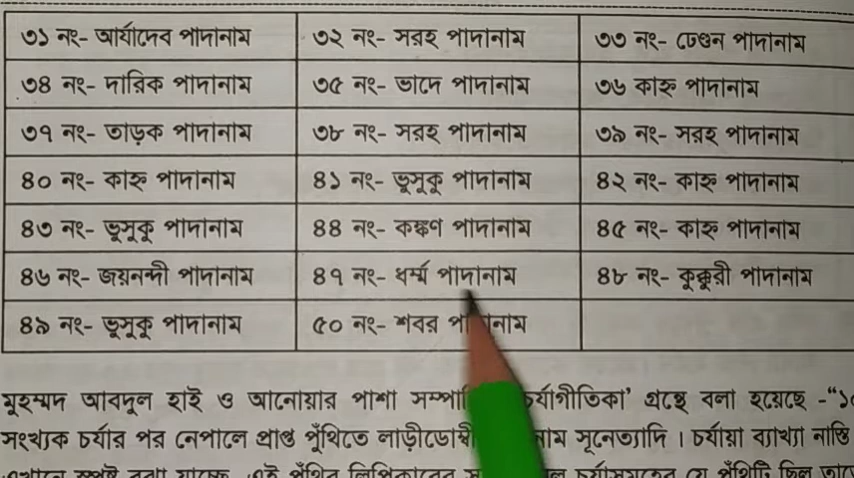 ৩১ নং- আর্যাদেব পাদানাম ৩২ নং- সরহ পাদানাম ৩৩ নং- ঢেণ্ডন পাদানাম
৩৪ নং- দারিক পাদানাম ৩৫ নং- ভাদে পাদানাম ৩৬ কাহ্ন পাদানাম
৩৭ নং- তাড়ক পাদানাম ৩৮ নং- সরহ পাদানাম ৩৯ নং- সরহ পাদানাম
৪০ নং- কাহ্ন পাদানাম ৪১ নং- ভুসুকু পাদানাম ৪২ নং- কাহ্ন পাদানাম
৪৩ নং- ভুসুকু পাদানাম ৪৪ নং- কঙ্কণ পাদানাম ৪৫ নং- কাহ্ন পাদানাম
৪৬ নং- জয়নন্দী পাদানাম ৪৭ নং- ধর্ম্ম পাদানাম ৪৮ নং- কুক্কুরী পাদানাম
৪৯ নং- ভুসুকু পাদানাম ৫০ নং- শবর পাদানাম
মুহম্মদ আবদুল হাই ও আনোয়ার পাশা চর্যাগীতিকা' গ্রন্থে বলা হয়েছে -"১০
সংখ্যক চর্যার পর নেপালে প্রাপ্ত পুঁথিতে লাড়ীডোম্বী সূনেত্যাদি। চর্যায়া ব্যাখ্যা নাস্তি